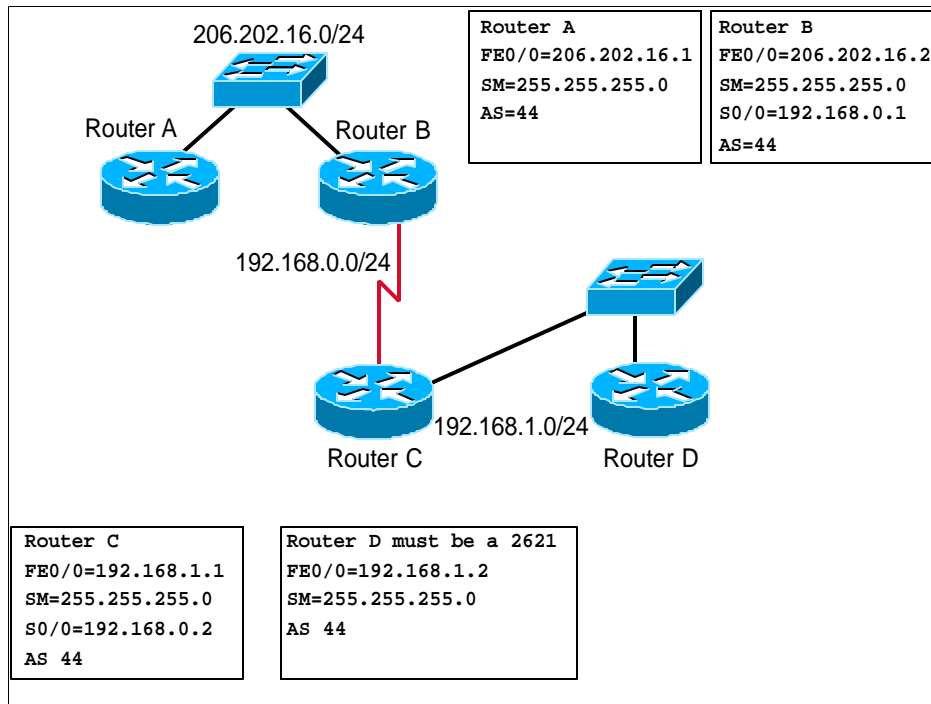 206.202.16.0/24
Router A
FE0/0=206.202.16.1
SM=255.255.255.0
AS=44
Router B
FE0/0=206.202.16.2
SM=255.255.255.0
S0/0=192.168.0.1
AS=44
Router A
Router B
192.168.0.0/24
192.168.1.0/24
Router C
Router D
Router C
FE0/0=192.168.1.1
SM=255.255.255.0
S0/0=192.168.0.2
AS 44
Router D must be a 2621
FE0/0=192.168.1.2
SM=255.255.255.0
AS 44